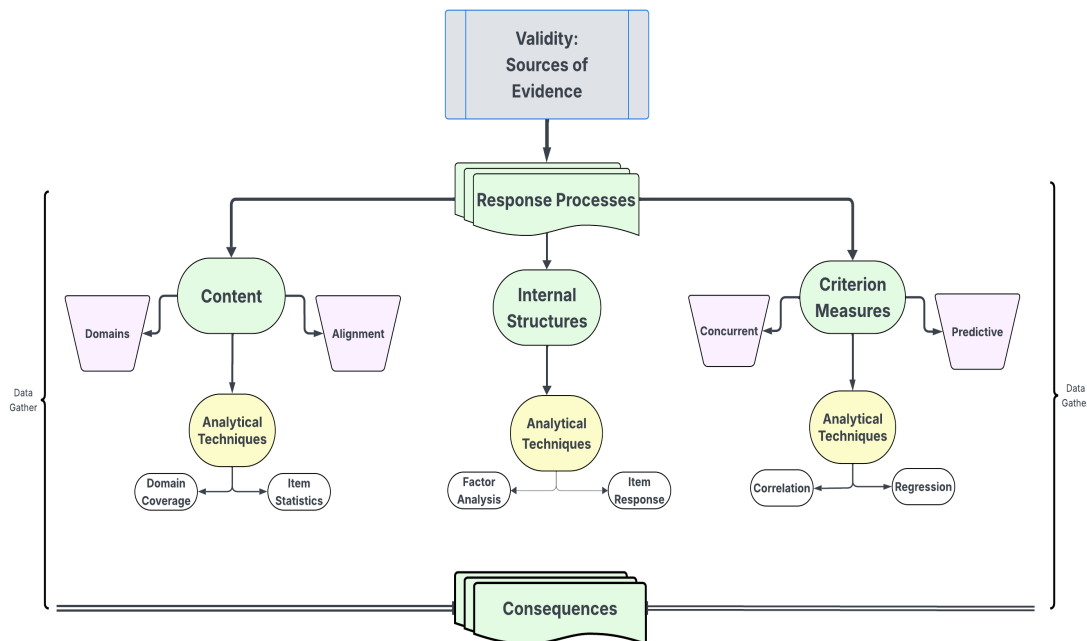 Validity:
Sources of
Evidence
Response Processes
Content
Internal
Structures
Criterion
Measures
Domains
Alignment
Concurrent
Predictive
Data
Gather
Data
Gathe
Analytical
Techniques
Analytical
Techniques
Analytical
Techniques
Domain
Coverage
Item
Statistics
Factor
Analysis
Item
Response
Correlation
Regression
Consequences